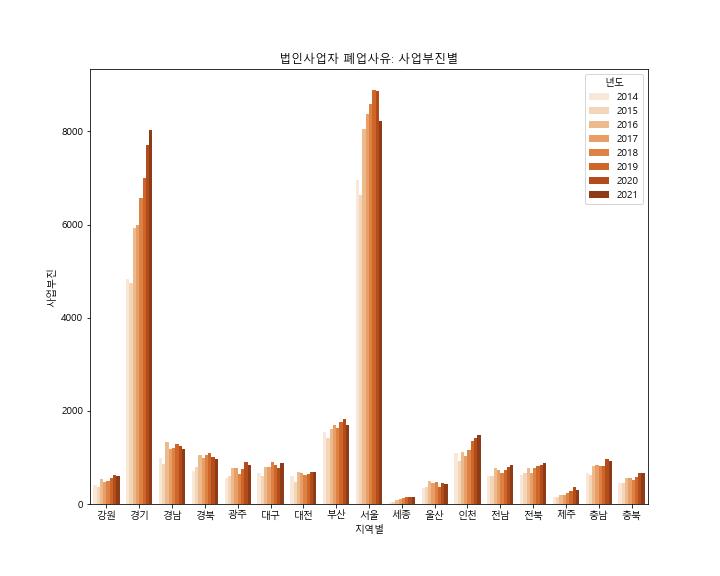 법인사업자 폐업사유: 사업부진별
년도
2014
2015
2016
2017
2018
2019
2020
2021
사업부진
8000
6000
4000
2000
0
강원 경기 경남 경북 광주 대구 대전 부산 서울 세종 울산 인천 전남 전북 제주 충남 충북
지역별